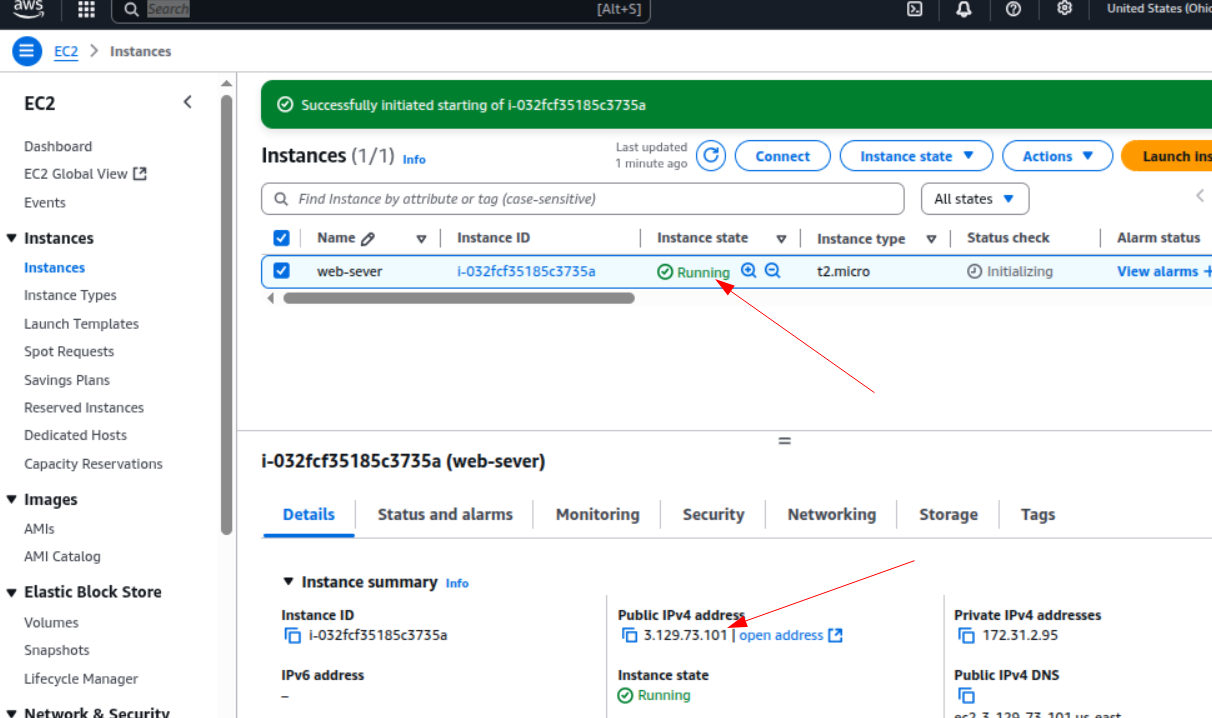 aws
Search
[Alt+S]
United States (Ohio
EC2
Instances
EC2
Dashboard
EC2 Global View
Events
Instances
Instances
Instance Types
Launch Templates
Spot Requests
Savings Plans
Reserved Instances
Dedicated Hosts
Capacity Reservations
Images
AMIs
AMI Catalog
Elastic Block Store
Volumes
Snapshots
Lifecycle Manager
Network & Security
Successfully initiated starting of i-032fcf35185c3735a
Instances (1/1) Info
Last updated
1 minute ago
Connect
Instance state
Actions
Launch ins
Find Instance by attribute or tag (case-sensitive)
All states
Name Instance ID Instance state Instance type Status check Alarm status
web-sever i-032fcf35185c3735a Running t2.micro Initializing View alarms +
i-032fcf35185c3735a (web-sever)
Details Status and alarms Monitoring Security Networking Storage Tags
Instance summary Info
Instance ID
i-032fcf35185c3735a
IPv6 address
–
Public IPv4 address
3.129.73.101 | open address
Instance state
Running
Private IPv4 addresses
172.31.2.95
Public IPv4 DNS
ec2-3-129-73-101.us-east-